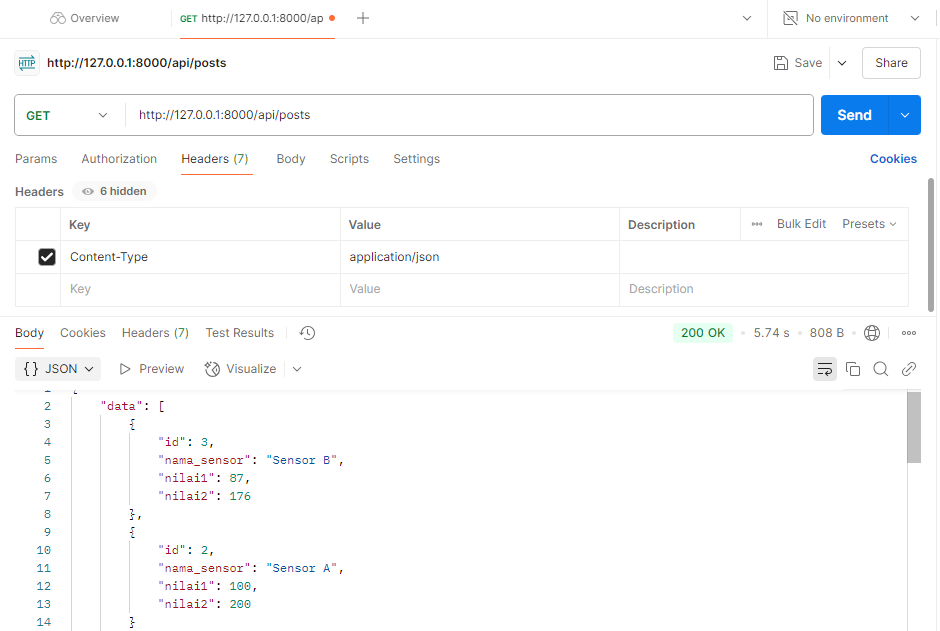 Overview GET http://127.0.0.1:8000/ap No environment
HTTP http://127.0.0.1:8000/api/posts Save Share
GET http://127.0.0.1:8000/api/posts Send
Params Authorization Headers (7) Body Scripts Settings Cookies
Headers 6 hidden
Key Value Description Bulk Edit Presets
Content-Type application/json
Key Value Description
Body Cookies Headers (7) Test Results 200 OK 5.74 s 808 B
{} JSON Preview Visualize
2 "data": [
3 {
4 "id": 3,
5 "nama_sensor": "Sensor B",
6 "nilai1": 87,
7 "nilai2": 176
8 },
9 {
10 "id": 2,
11 "nama_sensor": "Sensor A",
12 "nilai1": 100,
13 "nilai2": 200
14 }